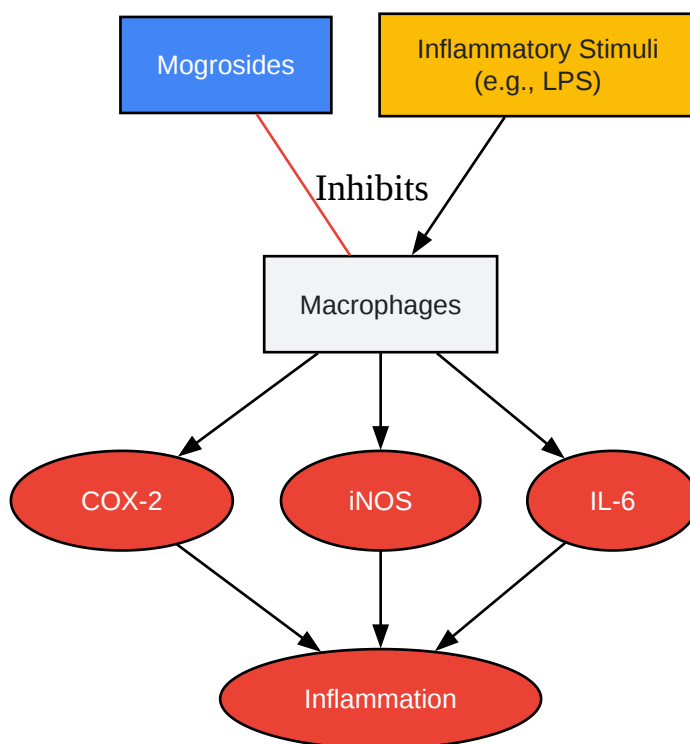 Mogrosides
Inflammatory Stimuli
(e.g., LPS)
Inhibits
Macrophages
COX-2
iNOS
IL-6
Inflammation